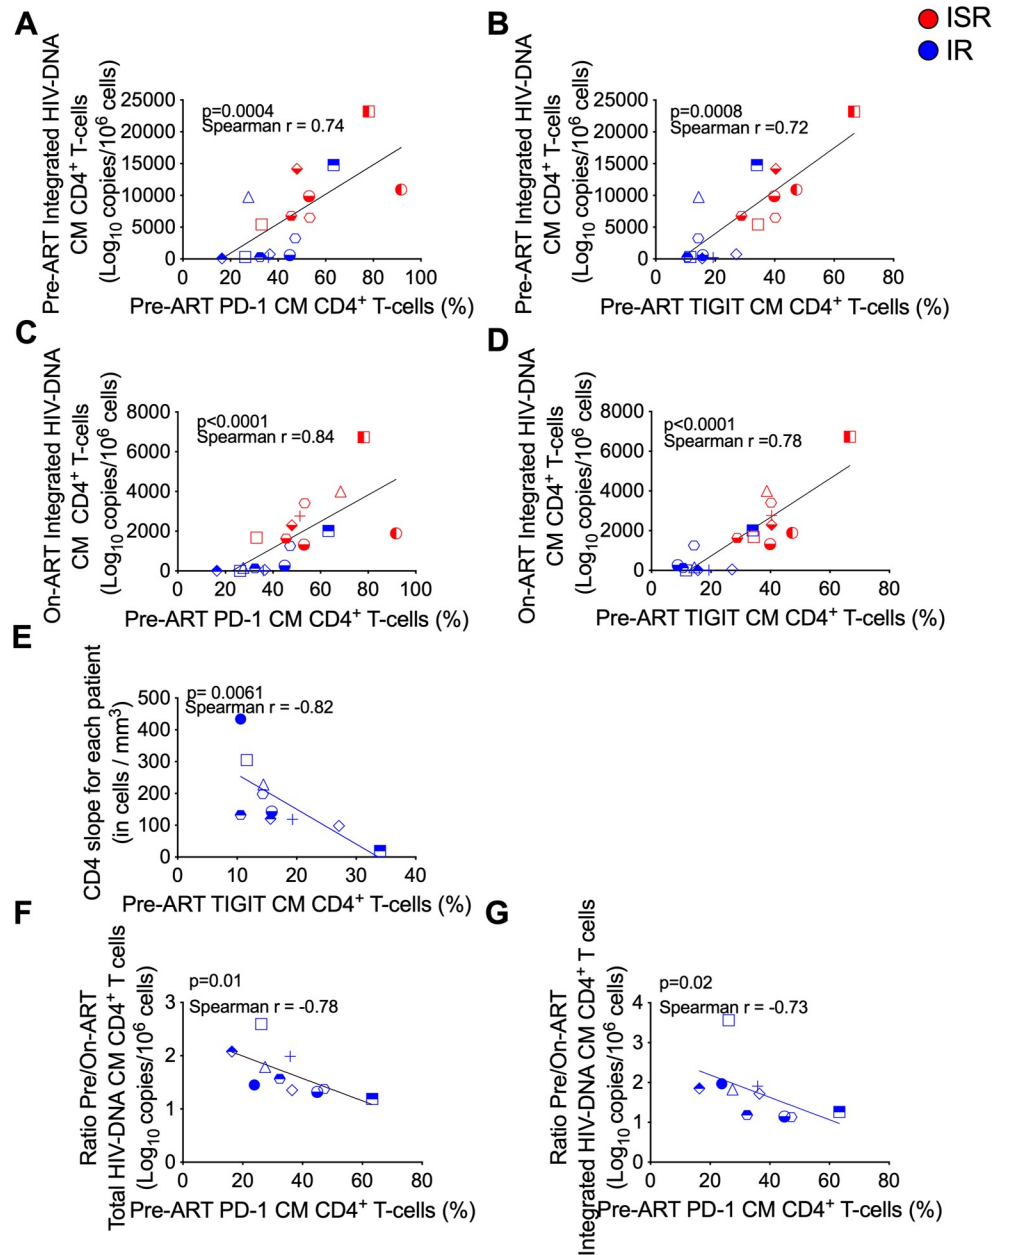 ISR
IR
A
Pre-ART Integrated HIV-DNA
CM CD4⁺ T-cells
(Log₁₀ copies/10⁶ cells)
25000
20000
15000
10000
5000
0
p=0.0004
Spearman r = 0.74
0 20 40 60 80 100
Pre-ART PD-1 CM CD4⁺ T-cells (%)
B
Pre-ART Integrated HIV-DNA
CM CD4⁺ T-cells
(Log₁₀ copies/10⁶ cells)
25000
20000
15000
10000
5000
0
p=0.0008
Spearman r =0.72
0 20 40 60 80
Pre-ART TIGIT CM CD4⁺ T-cells (%)
C
On-ART Integrated HIV-DNA
CM CD4⁺ T-cells
(Log₁₀ copies/10⁶ cells)
8000
6000
4000
2000
0
p<0.0001
Spearman r =0.84
0 20 40 60 80 100
Pre-ART PD-1 CM CD4⁺ T-cells (%)
D
On-ART Integrated HIV-DNA
CM CD4⁺ T-cells
(Log₁₀ copies/10⁶ cells)
8000
6000
4000
2000
0
p<0.0001
Spearman r =0.78
0 20 40 60 80
Pre-ART TIGIT CM CD4⁺ T-cells (%)
E
CD4 slope for each patient
(in cells / mm³)
500
400
300
200
100
0
p= 0.0061
Spearman r = -0.82
0 10 20 30 40
Pre-ART TIGIT CM CD4⁺ T-cells (%)
F
Ratio Pre/On-ART
Total HIV-DNA CM CD4⁺ T cells
(Log₁₀ copies/10⁶ cells)
3
2
1
0
p=0.01
Spearman r = -0.78
0 20 40 60 80
Pre-ART PD-1 CM CD4⁺ T-cells (%)
G
Ratio Pre/On-ART
Integrated HIV-DNA CM CD4⁺ T cells
(Log₁₀ copies/10⁶ cells)
4
3
2
1
0
p=0.02
Spearman r = -0.73
0 20 40 60 80
Pre-ART PD-1 CM CD4⁺ T-cells (%)